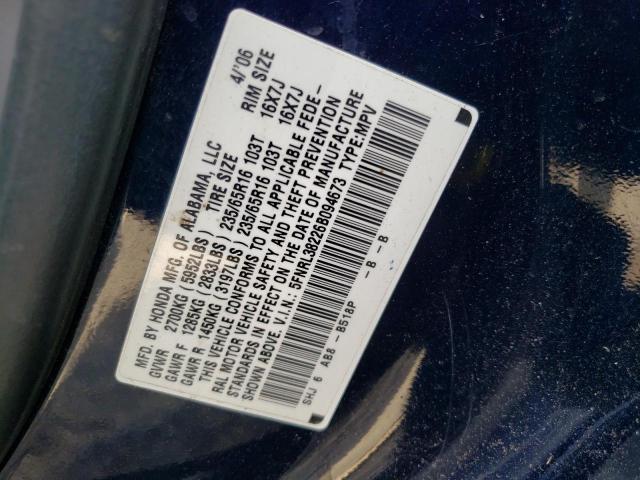 MFD. BY HONDA MFG. OF ALABAMA, LLC 4/'06
GVWR 2700KG (5952LBS) TIRE SIZE RIM SIZE
GAWR F 1285KG (2833LBS) 235/65R16 103T 16X7J
GAWR R 1450KG (3197LBS) 235/65R16 103T 16X7J
THIS VEHICLE CONFORMS TO ALL APPLICABLE FEDE-
RAL MOTOR VEHICLE SAFETY AND THEFT PREVENTION
STANDARDS IN EFFECT ON THE DATE OF MANUFACTURE
SHOWN ABOVE. V.I.N.: 5FNRL38226B094673 TYPE:MPV
SHJ 6 AB8 - B518P - B - B